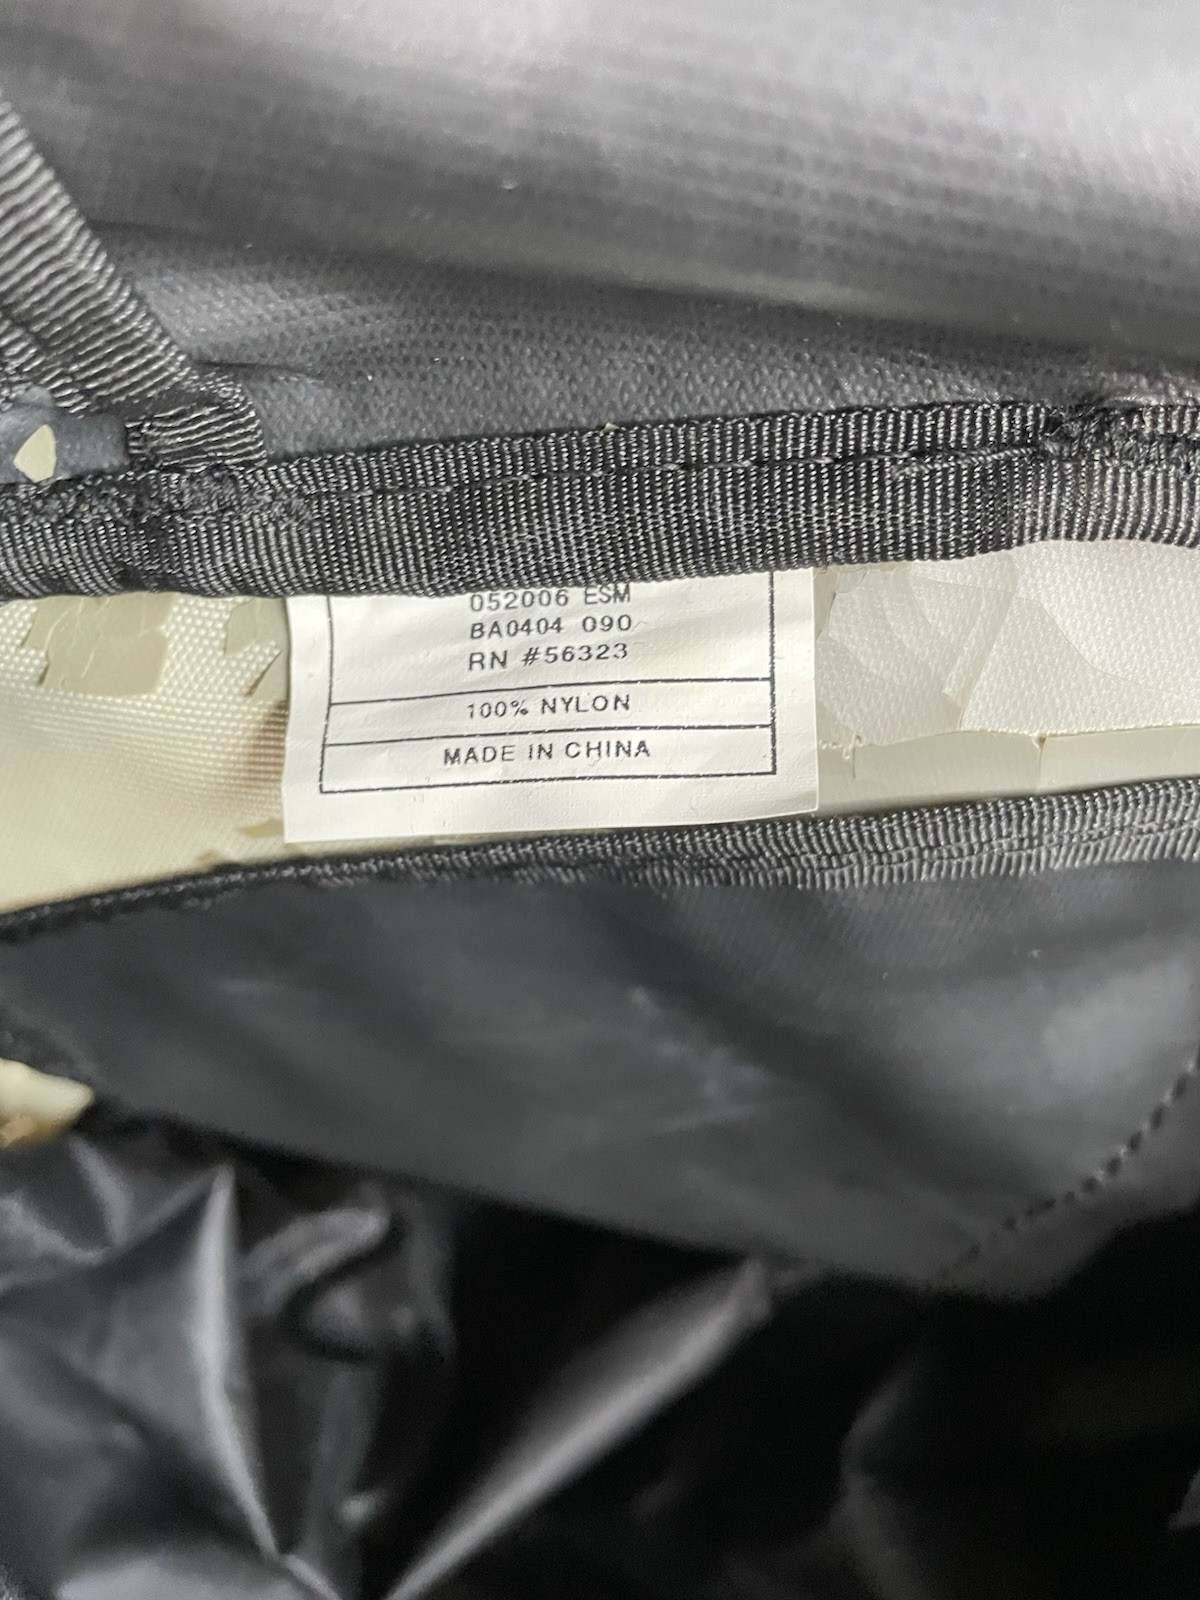 052006 ESM
BA0404 090
RN #56323
100% NYLON
MADE IN CHINA